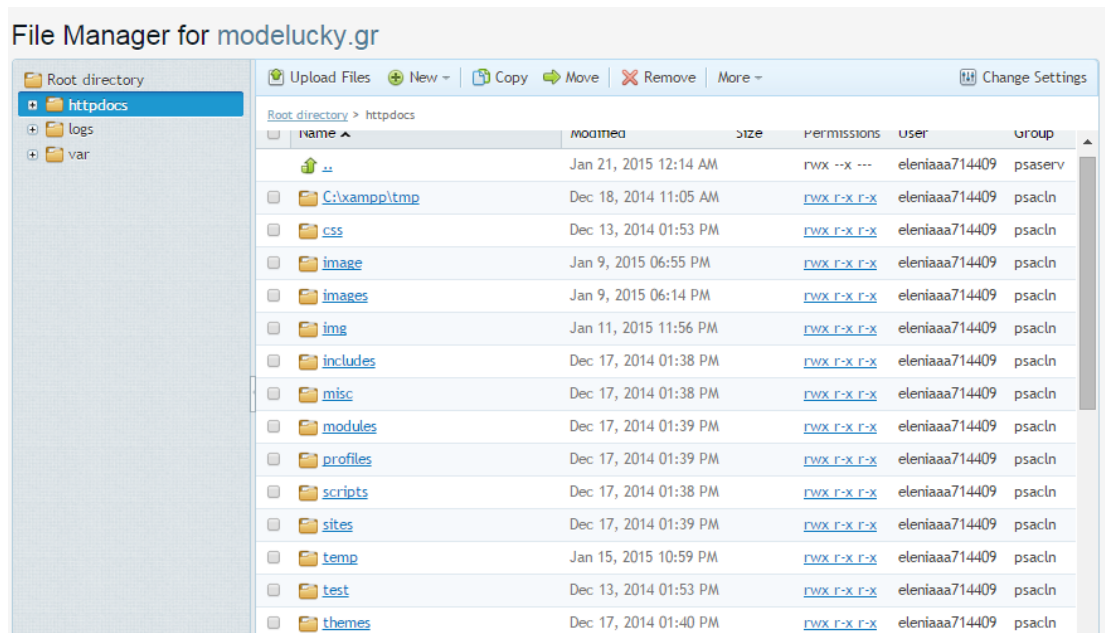 File Manager for modelucky.gr
Root directory
httpdocs
logs
var
Upload Files New Copy Move Remove More Change Settings
Root directory > httpdocs
Name Modified Size Permissions User Group
.. Jan 21, 2015 12:14 AM rwx --x --- eleniaaa714409 psaserv
C:\xampp\tmp Dec 18, 2014 11:05 AM rwx r-x r-x eleniaaa714409 psacln
css Dec 13, 2014 01:53 PM rwx r-x r-x eleniaaa714409 psacln
image Jan 9, 2015 06:55 PM rwx r-x r-x eleniaaa714409 psacln
images Jan 9, 2015 06:14 PM rwx r-x r-x eleniaaa714409 psacln
img Jan 11, 2015 11:56 PM rwx r-x r-x eleniaaa714409 psacln
includes Dec 17, 2014 01:38 PM rwx r-x r-x eleniaaa714409 psacln
misc Dec 17, 2014 01:38 PM rwx r-x r-x eleniaaa714409 psacln
modules Dec 17, 2014 01:39 PM rwx r-x r-x eleniaaa714409 psacln
profiles Dec 17, 2014 01:39 PM rwx r-x r-x eleniaaa714409 psacln
scripts Dec 17, 2014 01:38 PM rwx r-x r-x eleniaaa714409 psacln
sites Dec 17, 2014 01:39 PM rwx r-x r-x eleniaaa714409 psacln
temp Jan 15, 2015 10:59 PM rwx r-x r-x eleniaaa714409 psacln
test Dec 13, 2014 01:53 PM rwx r-x r-x eleniaaa714409 psacln
themes Dec 17, 2014 01:40 PM rwx r-x r-x eleniaaa714409 psacln